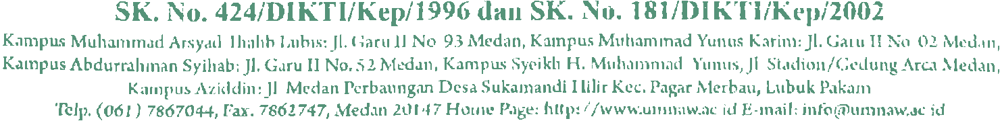 SK. No. 424/DIKTI/Kep/1996 dan SK. No. 181/DIKTI/Kep/2002
Kampus Muhammad Arsyad Thalib Lubis: Jl. Garu II No 93 Medan, Kampus Muhammad Yunus Karim: Jl. Garu II No 02 Medan,
Kampus Abdurrahman Syihab: Jl. Garu II No. 52 Medan, Kampus Syeikh H. Muhammad Yunus, Jl Stadion/Gedung Arca Medan,
Kampus Aziddin: Jl Medan Perbaungan Desa Sukamandi Hilir Kec. Pagar Merbau, Lubuk Pakam
Telp. (061) 7867044, Fax. 7862747, Medan 20147 Home Page: http://www.umnaw.ac id E-mail: info@umnaw.ac id